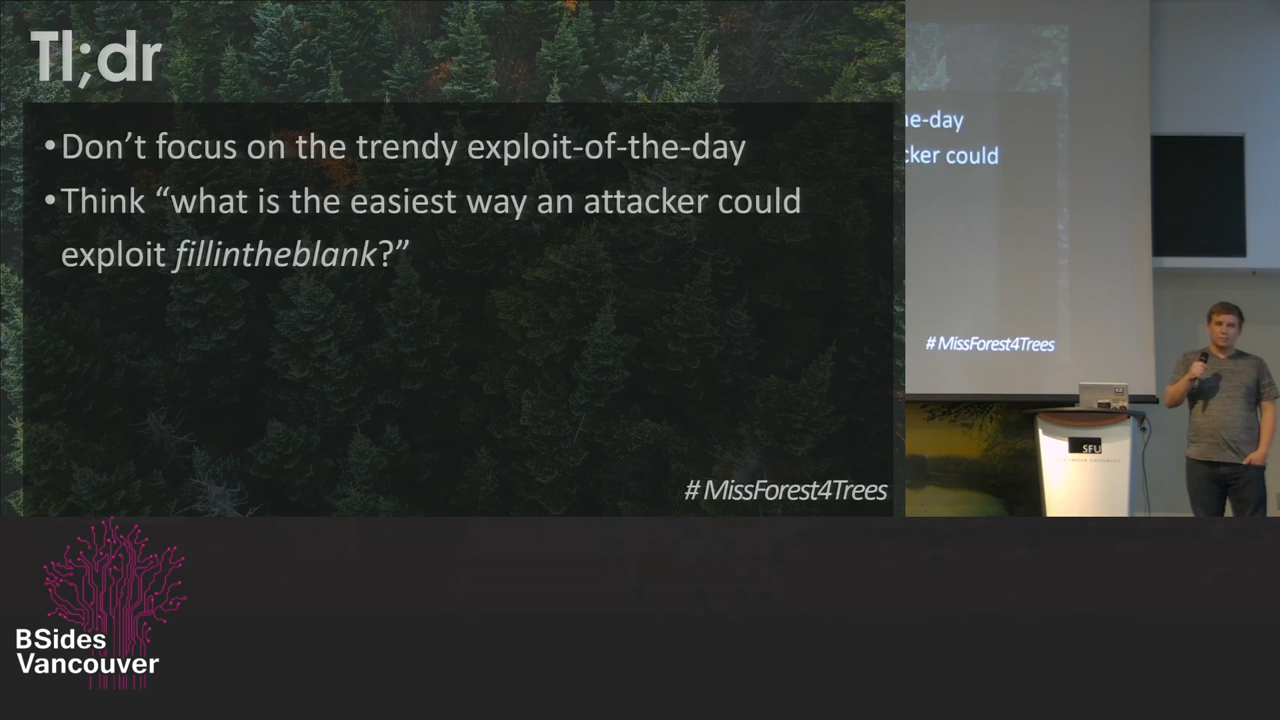 Tl;dr
•Don’t focus on the trendy exploit-of-the-day
•Think “what is the easiest way an attacker could
exploit fillintheblank?”
# MissForest4Trees
he-day
cker could
# MissForest4Trees
SFU
BSides
Vancouver